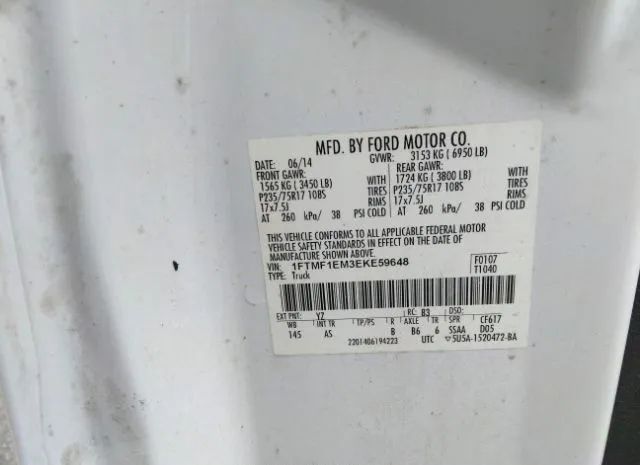 MFD. BY FORD MOTOR CO.
DATE: 06/14 GVWR: 3153 KG (6950 LB)
FRONT GAWR: REAR GAWR:
1565 KG (3450 LB) WITH 1724 KG (3800 LB) WITH
P235/75R17 108S TIRES P235/75R17 108S TIRES
17x7.5J RIMS 17x7.5J RIMS
AT 260 kPa/ 38 PSI COLD AT 260 kPa/ 38 PSI COLD
THIS VEHICLE CONFORMS TO ALL APPLICABLE FEDERAL MOTOR
VEHICLE SAFETY STANDARDS IN EFFECT ON THE DATE OF
MANUFACTURE SHOWN ABOVE.
VIN: 1FTMF1EM3EKE59648 F0107
TYPE: Truck T1040
EXT PNT: YZ RC: B3 DSO:
WB INT TR TP/PS R AXLE TR SPR CF617
145 AS B B6 6 SSAA D05
2201406194223 UTC ▽5U5A-1520472-BA